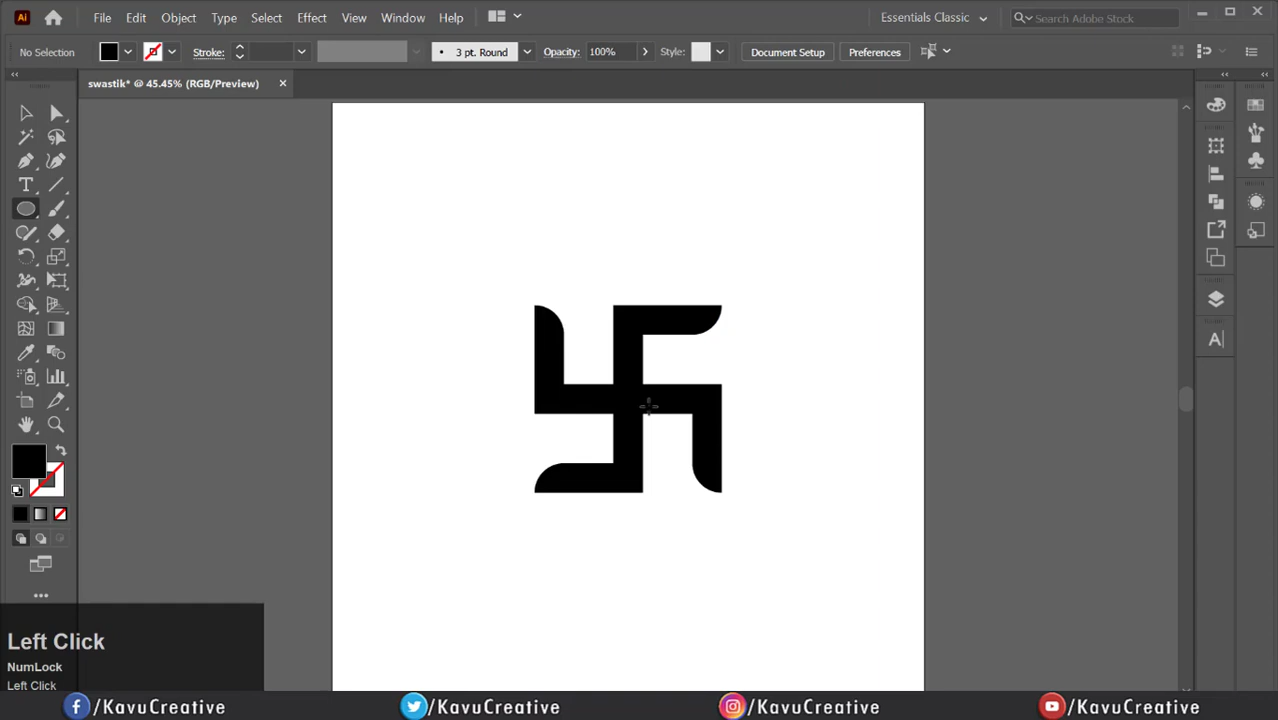 Ai File Edit Object Type Select Effect View Window Help Essentials Classic Search Adobe Stock
No Selection Stroke: 3 pt. Round Opacity: 100% Style: Document Setup Preferences
swastik* @ 45.45% (RGB/Preview)
Left Click
NumLock
Left Click
/KavuCreative /KavuCreative /KavuCreative /KavuCreative